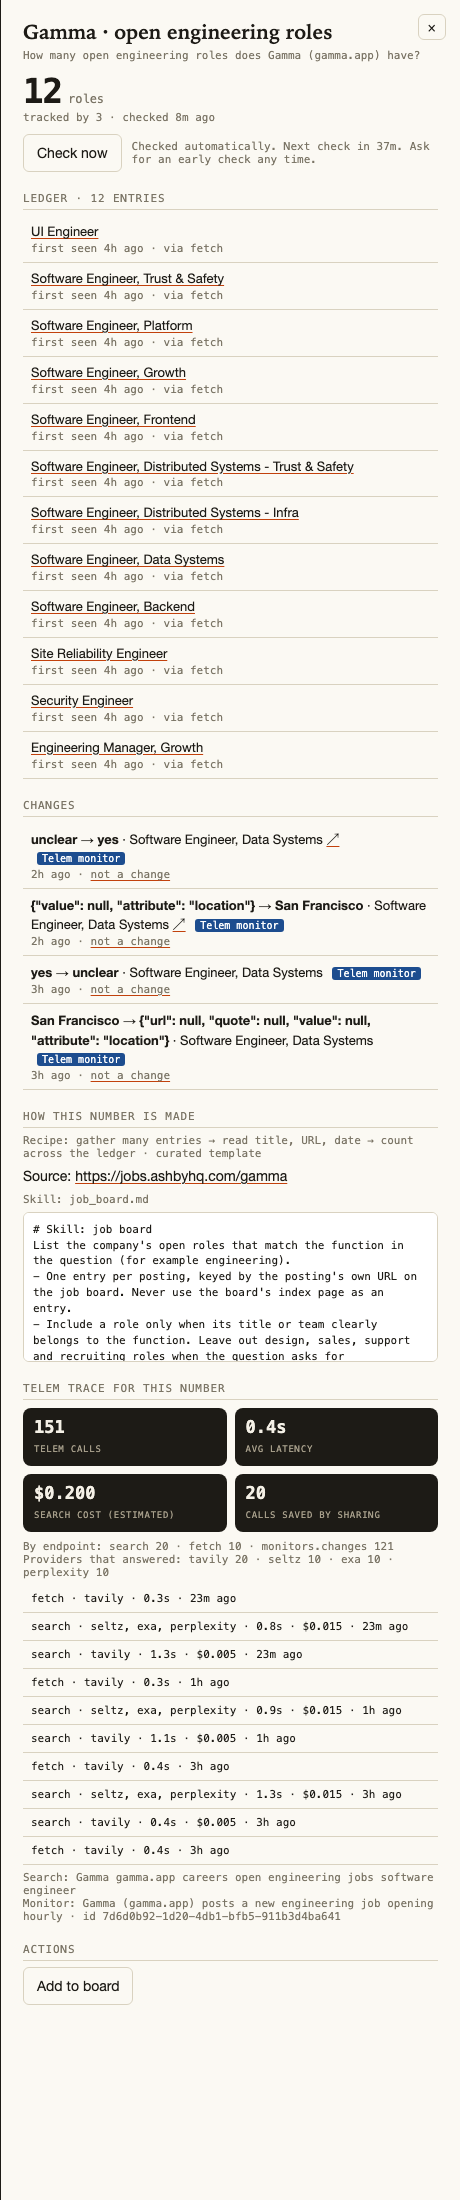 Gamma · open engineering roles
×
How many open engineering roles does Gamma (gamma.app) have?
12 roles
tracked by 3 · checked 8m ago
Check now
Checked automatically. Next check in 37m. Ask
for an early check any time.
LEDGER · 12 ENTRIES
UI Engineer
first seen 4h ago · via fetch
Software Engineer, Trust & Safety
first seen 4h ago · via fetch
Software Engineer, Platform
first seen 4h ago · via fetch
Software Engineer, Growth
first seen 4h ago · via fetch
Software Engineer, Frontend
first seen 4h ago · via fetch
Software Engineer, Distributed Systems - Trust & Safety
first seen 4h ago · via fetch
Software Engineer, Distributed Systems - Infra
first seen 4h ago · via fetch
Software Engineer, Data Systems
first seen 4h ago · via fetch
Software Engineer, Backend
first seen 4h ago · via fetch
Site Reliability Engineer
first seen 4h ago · via fetch
Security Engineer
first seen 4h ago · via fetch
Engineering Manager, Growth
first seen 4h ago · via fetch
CHANGES
unclear → yes · Software Engineer, Data Systems ↗
Telem monitor
2h ago · not a change
{"value": null, "attribute": "location"} → San Francisco · Software
Engineer, Data Systems ↗ Telem monitor
2h ago · not a change
yes → unclear · Software Engineer, Data Systems Telem monitor
3h ago · not a change
San Francisco → {"url": null, "quote": null, "value": null,
"attribute": "location"} · Software Engineer, Data Systems
Telem monitor
3h ago · not a change
HOW THIS NUMBER IS MADE
Recipe: gather many entries → read title, URL, date → count
across the ledger · curated template
Source: https://jobs.ashbyhq.com/gamma
Skill: job_board.md
# Skill: job board
List the company's open roles that match the function in
the question (for example engineering).
– One entry per posting, keyed by the posting's own URL on
the job board. Never use the board's index page as an
entry.
– Include a role only when its title or team clearly
belongs to the function. Leave out design, sales, support
and recruiting roles when the question asks for
TELEM TRACE FOR THIS NUMBER
151
TELEM CALLS
0.4s
AVG LATENCY
$0.200
SEARCH COST (ESTIMATED)
20
CALLS SAVED BY SHARING
By endpoint: search 20 · fetch 10 · monitors.changes 121
Providers that answered: tavily 20 · seltz 10 · exa 10 ·
perplexity 10
fetch · tavily · 0.3s · 23m ago
search · seltz, exa, perplexity · 0.8s · $0.015 · 23m ago
search · tavily · 1.3s · $0.005 · 23m ago
fetch · tavily · 0.3s · 1h ago
search · seltz, exa, perplexity · 0.9s · $0.015 · 1h ago
search · tavily · 1.1s · $0.005 · 1h ago
fetch · tavily · 0.4s · 3h ago
search · seltz, exa, perplexity · 1.3s · $0.015 · 3h ago
search · tavily · 0.4s · $0.005 · 3h ago
fetch · tavily · 0.4s · 3h ago
Search: Gamma gamma.app careers open engineering jobs software
engineer
Monitor: Gamma (gamma.app) posts a new engineering job opening
hourly · id 7d6d0b92-1d20-4db1-bfb5-911b3d4ba641
ACTIONS
Add to board